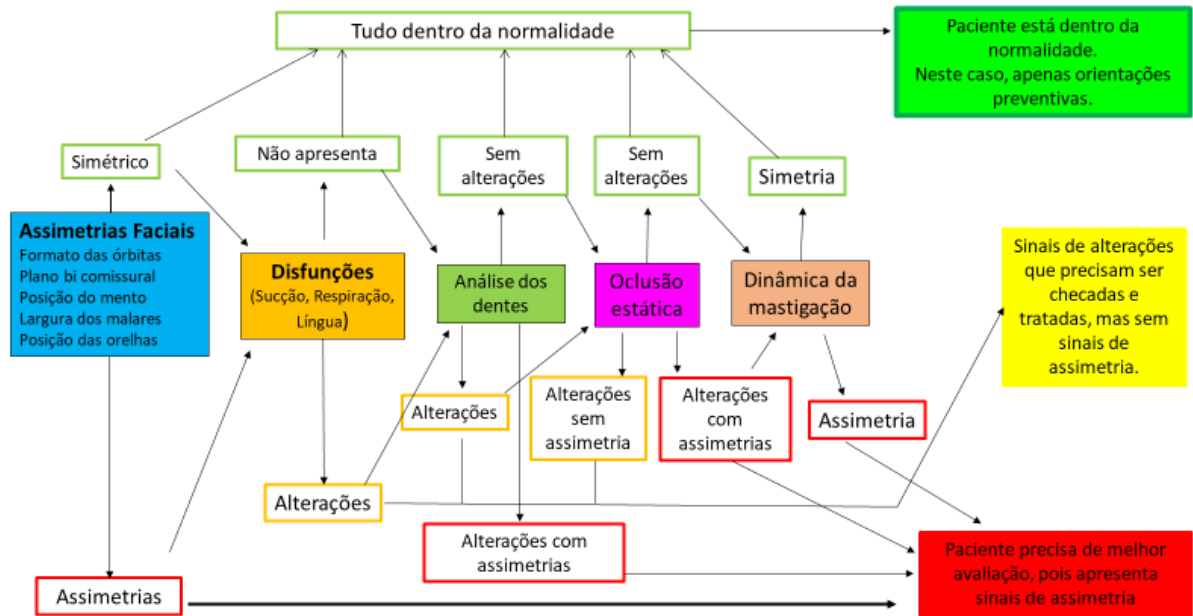 Tudo dentro da normalidade
Paciente está dentro da
normalidade.
Neste caso, apenas orientações
preventivas.
Simétrico
Não apresenta
Sem
alterações
Sem
alterações
Simetria
Assimetrias Faciais
Formato das órbitas
Plano bi comissural
Posição do mento
Largura dos malares
Posição das orelhas
Disfunções
(Sucção, Respiração,
Língua)
Análise dos
dentes
Oclusão
estática
Dinâmica da
mastigação
Sinais de alterações
que precisam ser
checadas e
tratadas, mas sem
sinais de
assimetria.
Alterações
Alterações
sem
assimetria
Alterações
com
assimetrias
Assimetria
Alterações
Alterações com
assimetrias
Assimetrias
Paciente precisa de melhor
avaliação, pois apresenta
sinais de assimetria